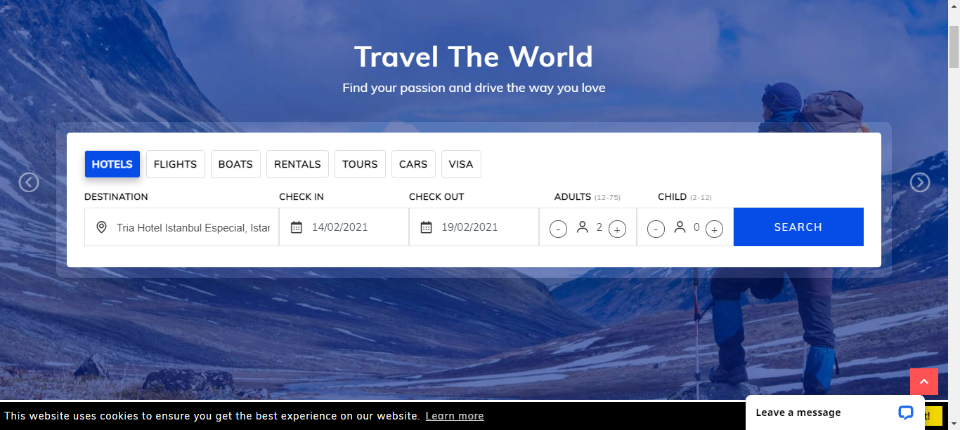 Travel The World
Find your passion and drive the way you love
HOTELS FLIGHTS BOATS RENTALS TOURS CARS VISA
DESTINATION CHECK IN CHECK OUT ADULTS (12-75) CHILD (2-12)
Tria Hotel Istanbul Especial, Istar 14/02/2021 19/02/2021 - 2 + - 0 +
SEARCH
This website uses cookies to ensure you get the best experience on our website. Learn more
Leave a message